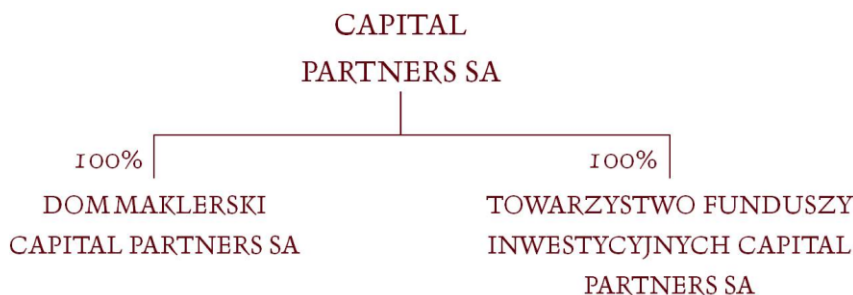 CAPITAL
PARTNERS SA
100%
100%
DOM MAKLERSKI
CAPITAL PARTNERS SA
TOWARZYSTWO FUNDUSZY
INWESTYCYJNYCH CAPITAL
PARTNERS SA